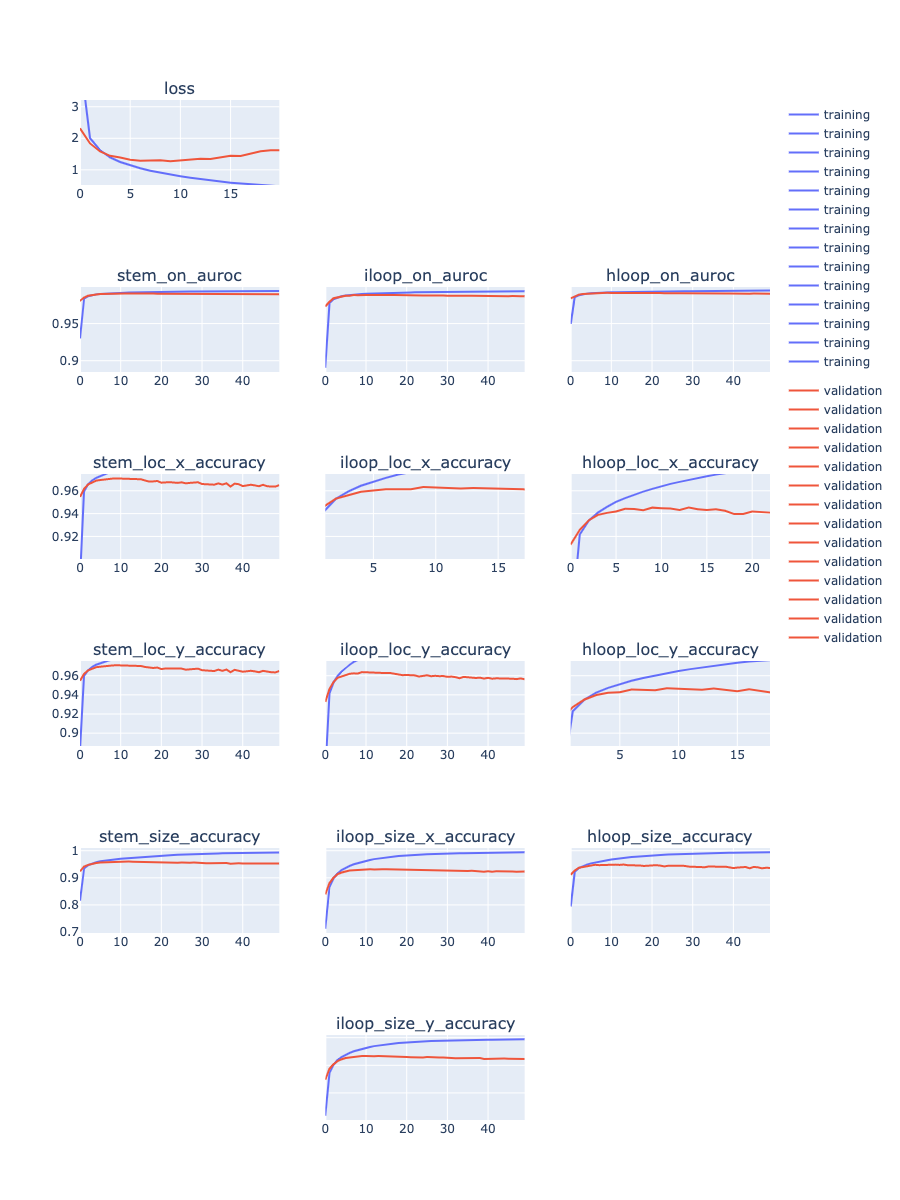 loss
3
2
1
0 5 10 15
stem_on_auroc iloop_on_auroc hloop_on_auroc
0.95
0.9
0 10 20 30 40 0 10 20 30 40 0 10 20 30 40
stem_loc_x_accuracy iloop_loc_x_accuracy hloop_loc_x_accuracy
0.96
0.94
0.92
0 10 20 30 40 5 10 15 0 5 10 15 20
stem_loc_y_accuracy iloop_loc_y_accuracy hloop_loc_y_accuracy
0.96
0.94
0.92
0.9
0 10 20 30 40 0 10 20 30 40 5 10 15
stem_size_accuracy iloop_size_x_accuracy hloop_size_accuracy
1
0.9
0.8
0.7
0 10 20 30 40 0 10 20 30 40 0 10 20 30 40
iloop_size_y_accuracy
0 10 20 30 40
training
training
training
training
training
training
training
training
training
training
training
training
training
training
validation
validation
validation
validation
validation
validation
validation
validation
validation
validation
validation
validation
validation
validation